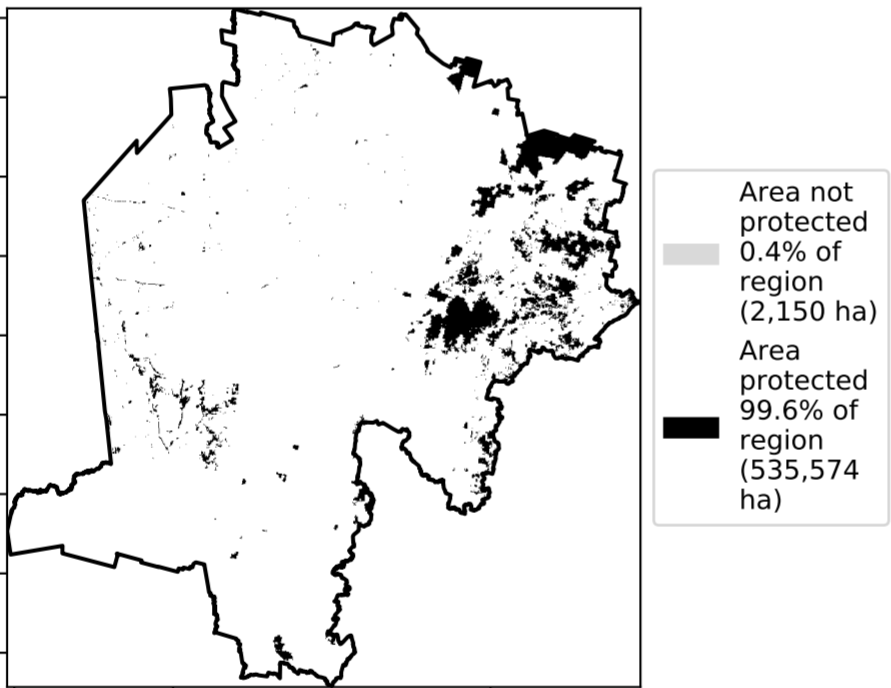 Area not
protected
0.4% of
region
(2,150 ha)
Area
protected
99.6% of
region
(535,574
ha)